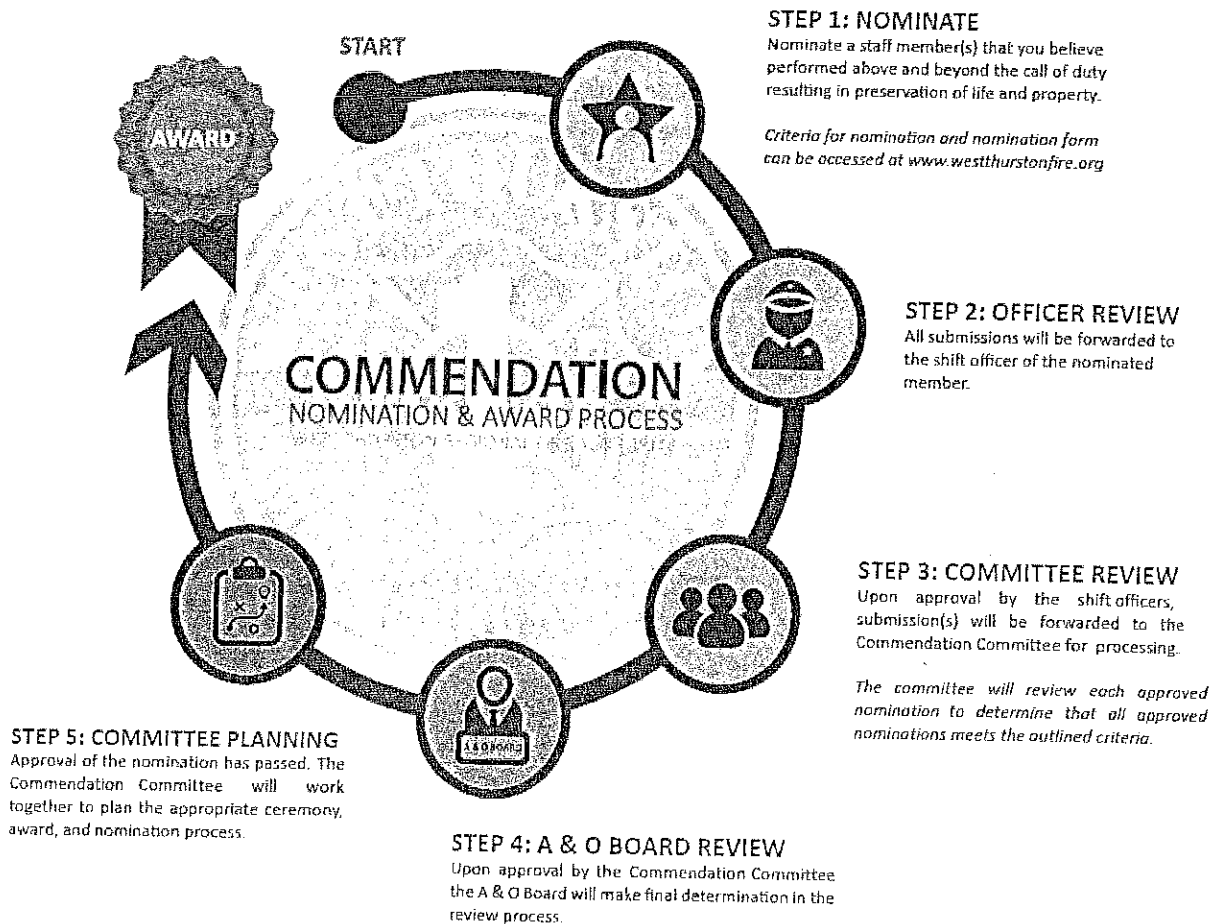 START
AWARD
COMMENDATION
NOMINATION & AWARD PROCESS
STEP 1: NOMINATE
Nominate a staff member(s) that you believe
performed above and beyond the call of duty
resulting in preservation of life and property.
Criteria for nomination and nomination form
can be accessed at www.westthurstonfire.org
STEP 2: OFFICER REVIEW
All submissions will be forwarded to
the shift officer of the nominated
member.
STEP 3: COMMITTEE REVIEW
Upon approval by the shift officers,
submission(s) will be forwarded to the
Commendation Committee for processing.
The committee will review each approved
nomination to determine that all approved
nominations meets the outlined criteria.
A & O BOARD
STEP 4: A & O BOARD REVIEW
Upon approval by the Commendation Committee
the A & O Board will make final determination in the
review process.
STEP 5: COMMITTEE PLANNING
Approval of the nomination has passed. The
Commendation Committee will work
together to plan the appropriate ceremony,
award, and nomination process.